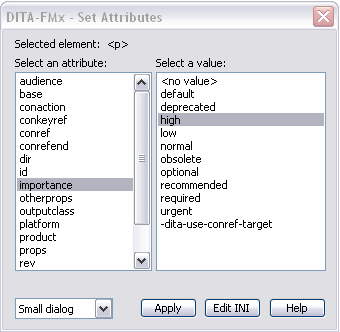 DITA-FMx - Set Attributes
Selected element: <p>
Select an attribute:
audience
base
conaction
conkeyref
conref
conrefend
dir
id
importance
otherprops
outputclass
platform
product
props
rev
Select a value:
<no value>
default
deprecated
high
low
normal
obsolete
optional
recommended
required
urgent
-dita-use-conref-target
Small dialog
Apply
Edit INI
Help